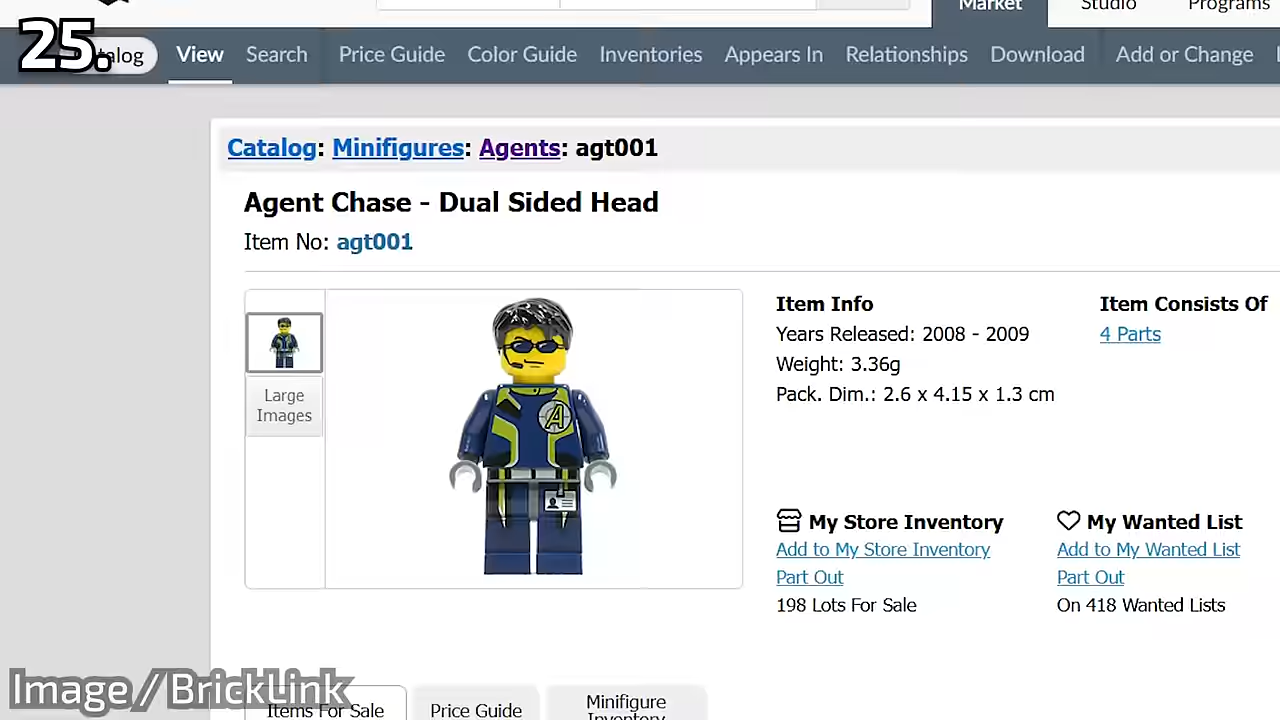 Market
Studio
Programs
25.
alog
View
Search
Price Guide
Color Guide
Inventories
Appears In
Relationships
Download
Add or Change
Catalog: Minifigures: Agents: agt001
Agent Chase - Dual Sided Head
Item No: agt001
Large
Images
A
Item Info
Years Released: 2008 - 2009
Weight: 3.36g
Pack. Dim.: 2.6 x 4.15 x 1.3 cm
Item Consists Of
4 Parts
My Store Inventory
Add to My Store Inventory
Part Out
198 Lots For Sale
My Wanted List
Add to My Wanted List
Part Out
On 418 Wanted Lists
Image / BrickLink
Items For Sale
Price Guide
Minifigure
Inventory